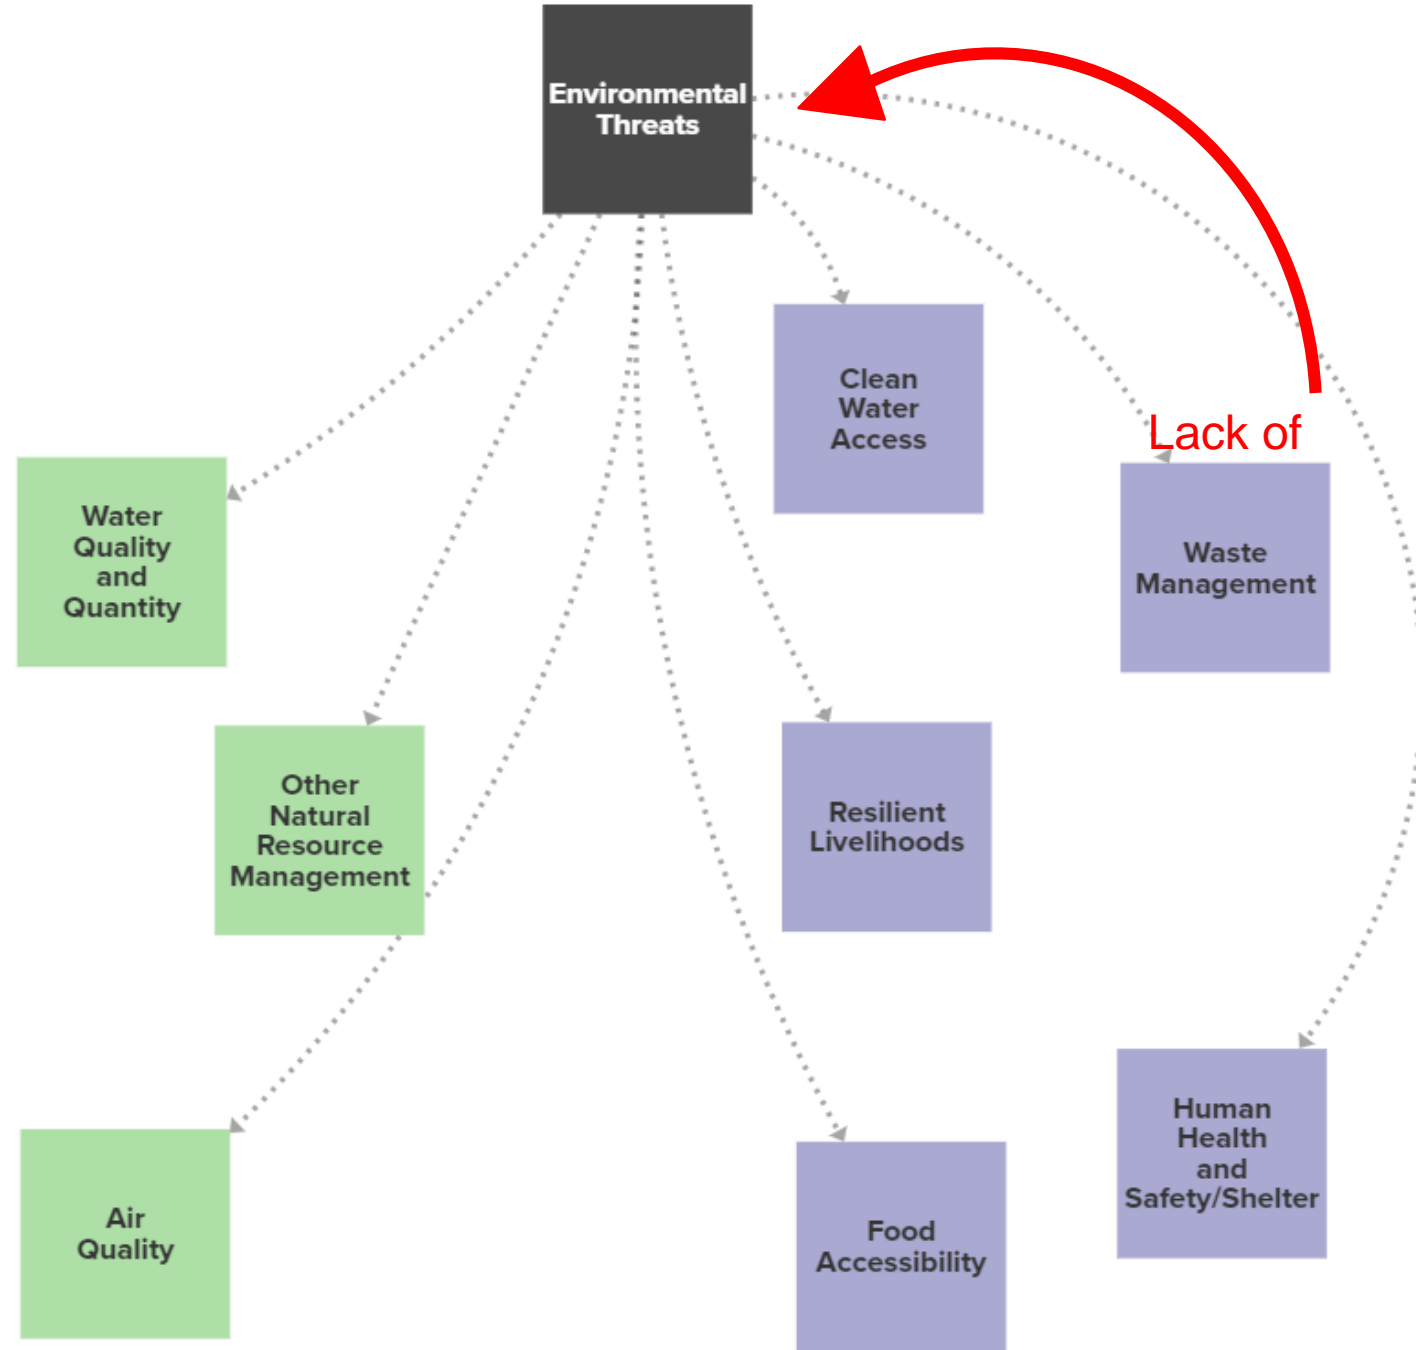 Environmental
Threats
Clean
Water
Access
Lack of
Waste
Management
Water
Quality
and
Quantity
Other
Natural
Resource
Management
Resilient
Livelihoods
Human
Health
and
Safety/Shelter
Air
Quality
Food
Accessibility